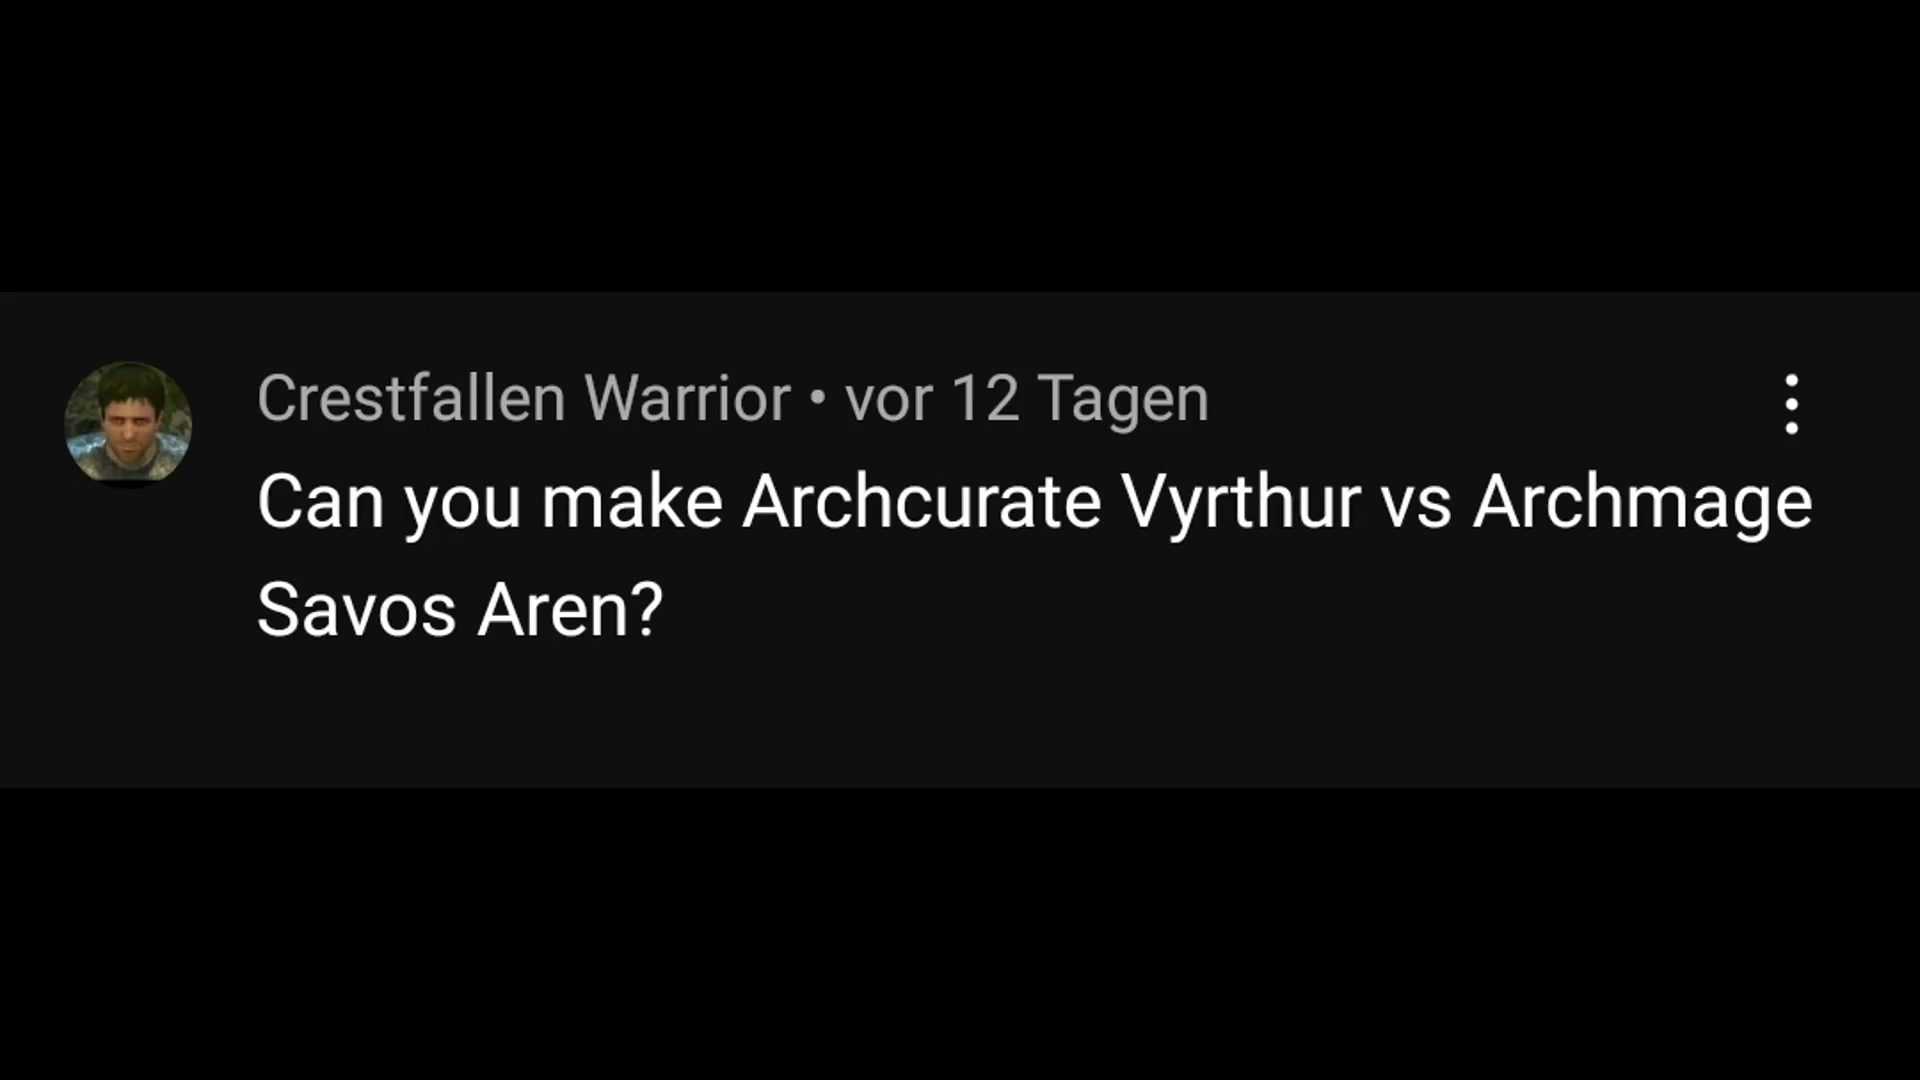 Crestfallen Warrior • vor 12 Tagen
Can you make Archcurate Vyrthur vs Archmage
Savos Aren?